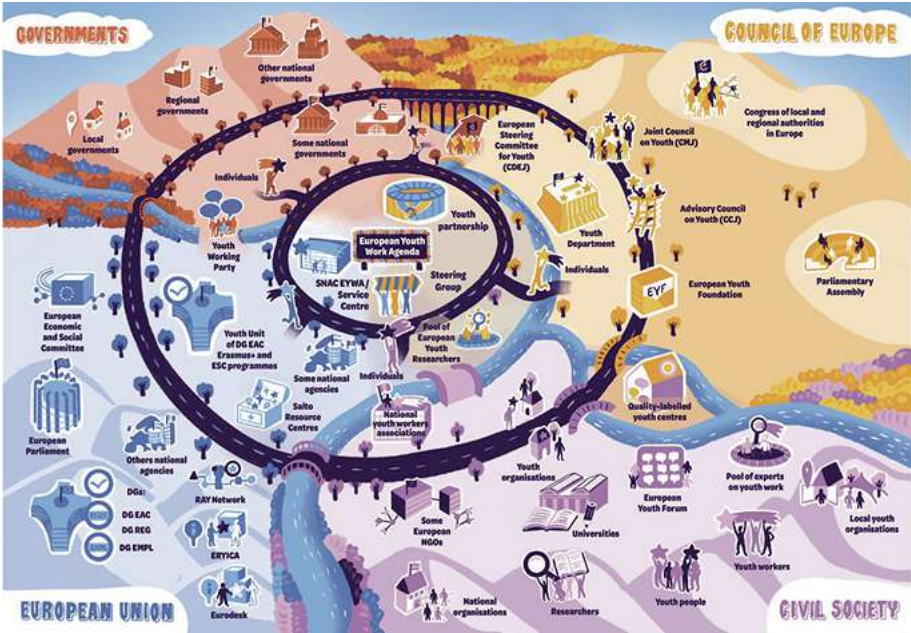 GOVERNMENTS
COUNCIL OF EUROPE
Other national
governments
Regional
governments
Local
governments
Some national
governments
European
Steering
Committee
for Youth
(CDEJ)
Joint Council
on Youth (CMJ)
Congress of local and
regional authorities
in Europe
Individuals
Youth
Working
Party
Youth
partnership
European Youth
Work Agenda
SNAC EYWA/
Service
Centre
Steering
Group
Youth
Department
Advisory Council
on Youth (CCJ)
Individuals
EYF
European Youth
Foundation
Parliamentary
Assembly
European
Economic
and Social
Committee
Youth Unit
of DG EAC
Erasmus+ and
ESC programmes
Pool of
European
Youth
Researchers
Individuals
Some national
agencies
Salto
Resource
Centres
National
youth workers
associations
Quality-labelled
youth centres
European
Parliament
Others national
agencies
RAY Network
DGs:
DG EAC
DG REG
DG EMPL
ERYICA
Eurodesk
Youth
organisations
Some
European
NGOs
Universities
European
Youth Forum
Pool of experts
on youth work
Local youth
organisations
Youth workers
National
organisations
Researchers
Youth people
EUROPEAN UNION
CIVIL SOCIETY